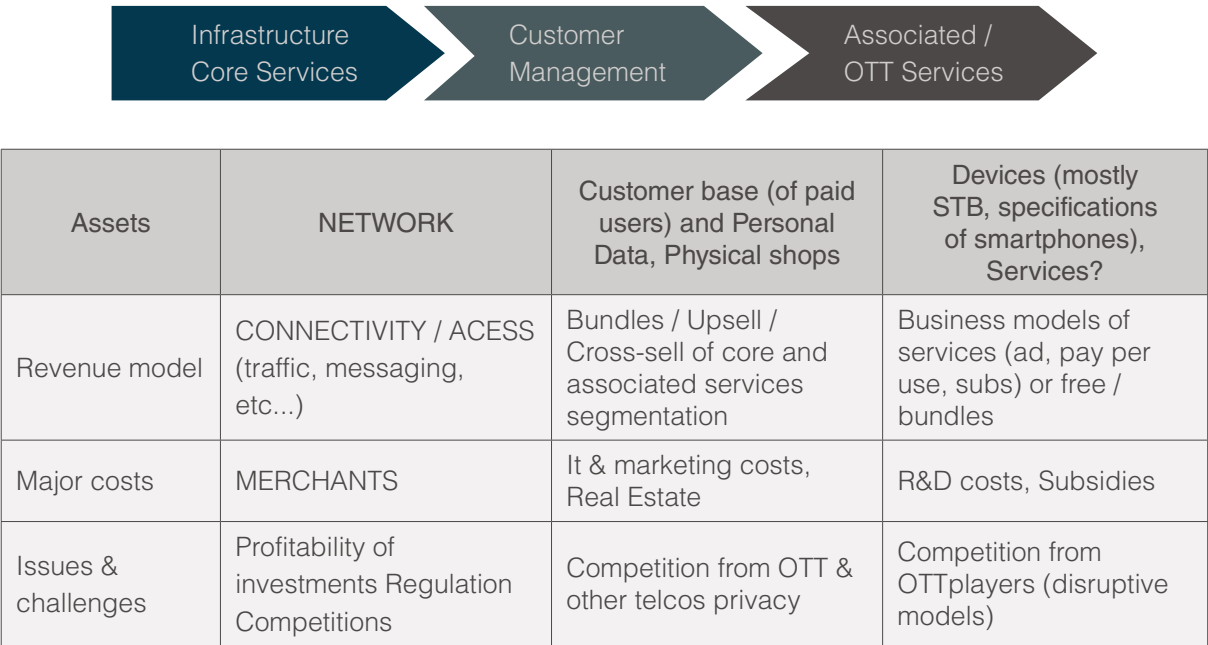 Infrastructure
Core Services
Customer
Management
Associated /
OTT Services
Assets
NETWORK
Customer base (of paid
users) and Personal
Data, Physical shops
Devices (mostly
STB, specifications
of smartphones),
Services?
Revenue model
CONNECTIVITY / ACESS
(traffic, messaging,
etc...)
Bundles / Upsell /
Cross-sell of core and
associated services
segmentation
Business models of
services (ad, pay per
use, subs) or free /
bundles
Major costs
MERCHANTS
It & marketing costs,
Real Estate
R&D costs, Subsidies
Issues &
challenges
Profitability of
investments Regulation
Competitions
Competition from OTT &
other telcos privacy
Competition from
OTTplayers (disruptive
models)